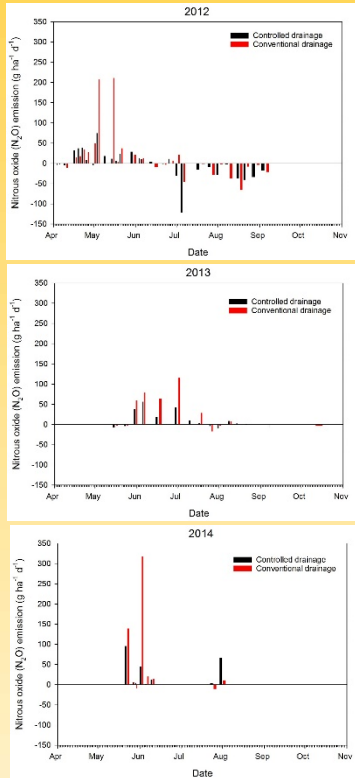 2012
Nitrous oxide (N₂O) emission (g ha⁻¹ d⁻¹)
350
300
250
200
150
100
50
0
-50
-100
-150
Controlled drainage
Conventional drainage
Apr May Jun Jul Aug Sep Oct Nov
Date
2013
Nitrous oxide (N₂O) emission (g ha⁻¹ d⁻¹)
350
300
250
200
150
100
50
0
-50
-100
-150
Controlled drainage
Conventional drainage
Apr May Jun Jul Aug Sep Oct Nov
Date
2014
Nitrous oxide (N₂O) emission (g ha⁻¹ d⁻¹)
350
300
250
200
150
100
50
0
-50
-100
-150
Controlled drainage
Conventional drainage
Apr May Jun Jul Aug Sep Oct Nov
Date